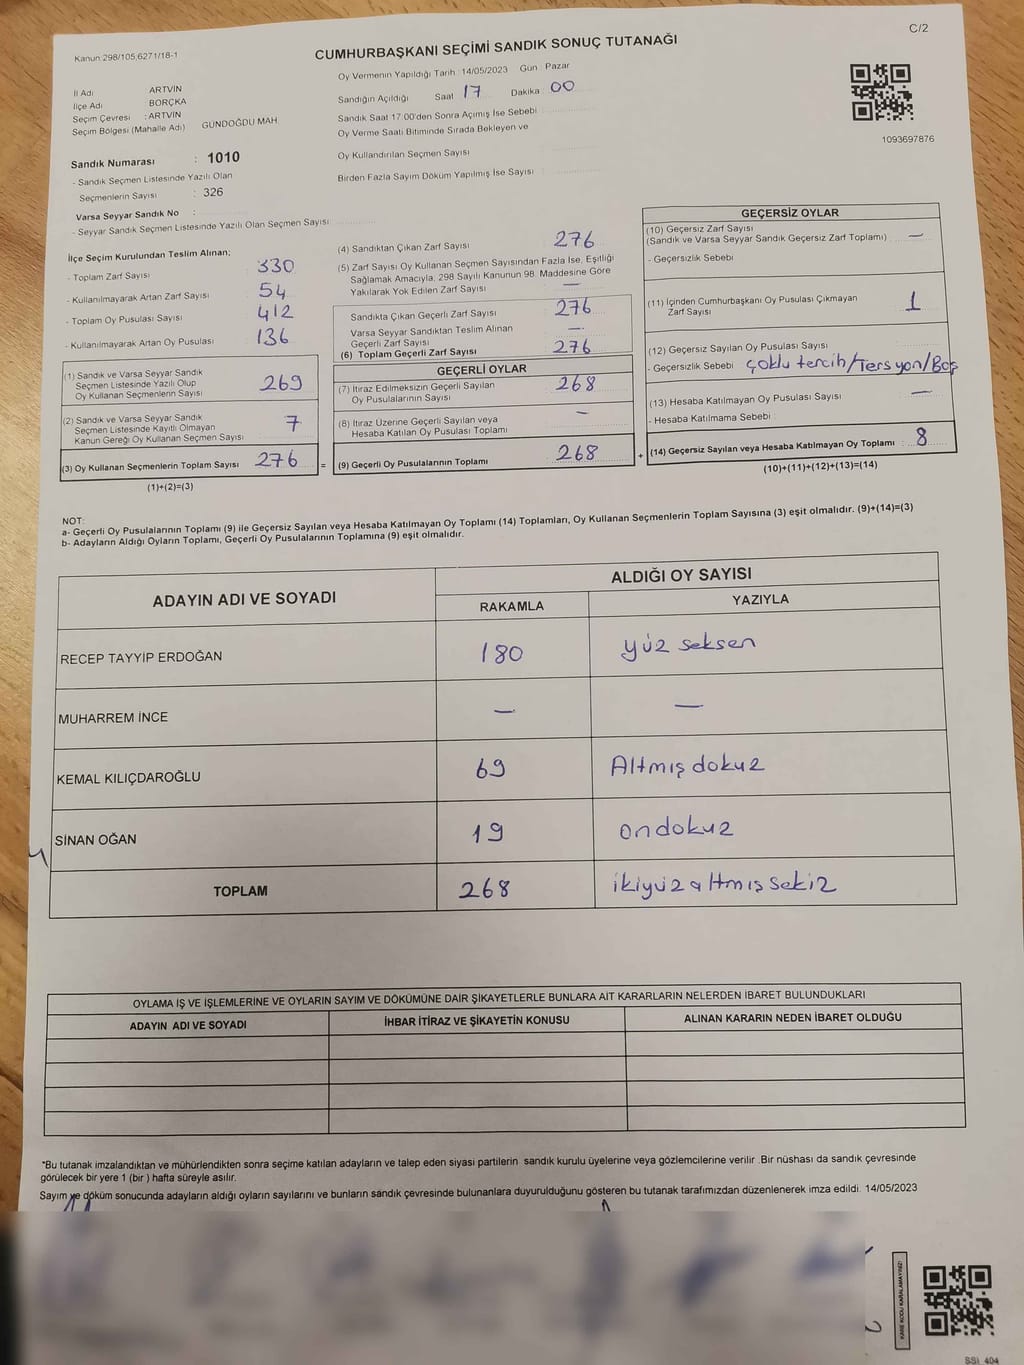 Kanun:298/105,6271/18-1
C/2
CUMHURBAŞKANI SEÇİMİ SANDIK SONUÇ TUTANAĞI
Oy Vermenin Yapıldığı Tarih : 14/05/2023 Gün : Pazar
İl Adı ARTVİN
İlçe Adı BORÇKA
Seçim Çevresi : ARTVİN
Seçim Bölgesi (Mahalle Adı) GÜNDOĞDU MAH.
Sandığın Açıldığı Saat 17 Dakika : 00
Sandık Saat 17:00'den Sonra Açımış İse Sebebi
Oy Verme Saati Bitiminde Sırada Bekleyen ve
Oy Kullandırılan Seçmen Sayısı
Birden Fazla Sayım Döküm Yapılmış İse Sayısı
1093697876
Sandık Numarası : 1010
- Sandık Seçmen Listesinde Yazılı Olan
Seçmenlerin Sayısı : 326
Varsa Seyyar Sandık No :
- Seyyar Sandık Seçmen Listesinde Yazılı Olan Seçmen Sayısı
İlçe Seçim Kurulundan Teslim Alınan;
- Toplam Zarf Sayısı 330
- Kullanılmayarak Artan Zarf Sayısı 54
- Toplam Oy Pusulası Sayısı 412
- Kullanılmayarak Artan Oy Pusulası 136
(1) Sandık ve Varsa Seyyar Sandık
Seçmen Listesinde Yazılı Olup
Oy Kullanan Seçmenlerin Sayısı 269
(2) Sandık ve Varsa Seyyar Sandık
Seçmen Listesinde Kayıtlı Olmayan
Kanun Gereği Oy Kullanan Seçmen Sayısı 7
(3) Oy Kullanan Seçmenlerin Toplam Sayısı 276 =
(1)+(2)=(3)
(4) Sandıktan Çıkan Zarf Sayısı 276
(5) Zarf Sayısı Oy Kullanan Seçmen Sayısından Fazla İse, Eşitliği
Sağlamak Amacıyla; 298 Sayılı Kanunun 98. Maddesine Göre
Yakılarak Yok Edilen Zarf Sayısı —
Sandıkta Çıkan Geçerli Zarf Sayısı 276
Varsa Seyyar Sandıktan Teslim Alınan
Geçerli Zarf Sayısı —
(6) Toplam Geçerli Zarf Sayısı 276
GEÇERLİ OYLAR
(7) İtiraz Edilmeksizin Geçerli Sayılan
Oy Pusulalarının Sayısı 268
(8) İtiraz Üzerine Geçerli Sayılan veya
Hesaba Katılan Oy Pusulası Toplamı —
(9) Geçerli Oy Pusulalarının Toplamı 268 +
GEÇERSİZ OYLAR
(10) Geçersiz Zarf Sayısı
(Sandık ve Varsa Seyyar Sandık Geçersiz Zarf Toplamı) —
- Geçersizlik Sebebi
(11) İçinden Cumhurbaşkanı Oy Pusulası Çıkmayan
Zarf Sayısı 1
(12) Geçersiz Sayılan Oy Pusulası Sayısı
- Geçersizlik Sebebi çoklu tercih/Ters yon/Boş
(13) Hesaba Katılmayan Oy Pusulası Sayısı —
- Hesaba Katılmama Sebebi :
(14) Geçersiz Sayılan veya Hesaba Katılmayan Oy Toplamı : 8
(10)+(11)+(12)+(13)=(14)
NOT:
a- Geçerli Oy Pusulalarının Toplamı (9) ile Geçersiz Sayılan veya Hesaba Katılmayan Oy Toplamı (14) Toplamları, Oy Kullanan Seçmenlerin Toplam Sayısına (3) eşit olmalıdır. (9)+(14)=(3)
b- Adayların Aldığı Oyların Toplamı, Geçerli Oy Pusulalarının Toplamına (9) eşit olmalıdır.
ADAYIN ADI VE SOYADI ALDIĞI OY SAYISI
RAKAMLA YAZIYLA
RECEP TAYYİP ERDOĞAN 180 yüz seksen
MUHARREM İNCE — —
KEMAL KILIÇDAROĞLU 69 Altmış dokuz
SİNAN OĞAN 19 ondokuz
TOPLAM 268 ikiyüz altmış sekiz
OYLAMA İŞ VE İŞLEMLERİNE VE OYLARIN SAYIM VE DÖKÜMÜNE DAİR ŞİKAYETLERLE BUNLARA AİT KARARLARIN NELERDEN İBARET BULUNDUKLARI
ADAYIN ADI VE SOYADI İHBAR İTİRAZ VE ŞİKAYETİN KONUSU ALINAN KARARIN NEDEN İBARET OLDUĞU
*Bu tutanak imzalandıktan ve mühürlendikten sonra seçime katılan adayların ve talep eden siyasi partilerin sandık kurulu üyelerine veya gözlemcilerine verilir .Bir nüshası da sandık çevresinde
görülecek bir yere 1 (bir ) hafta süreyle asılır.
Sayım ve döküm sonucunda adayların aldığı oyların sayılarını ve bunların sandık çevresinde bulunanlara duyurulduğunu gösteren bu tutanak tarafımızdan düzenlenerek imza edildi. 14/05/2023
KARE KODU KARALAMAYINIZ!
SSİ_404